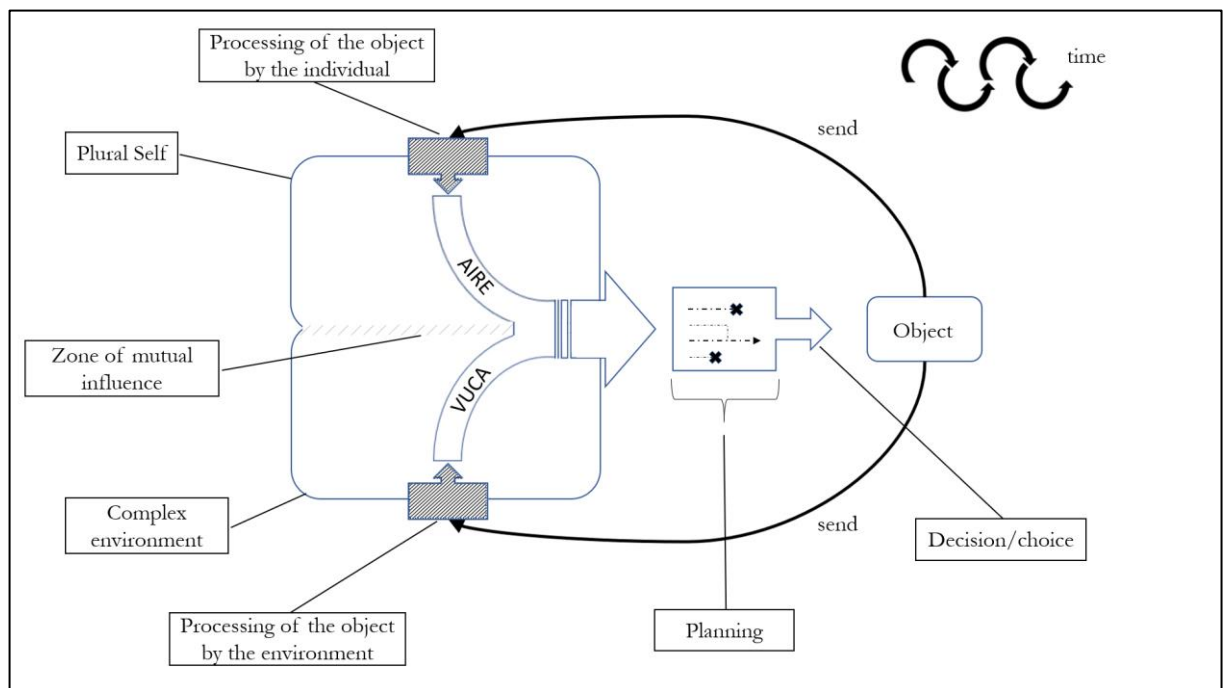 Processing of the object
by the individual
time
send
Plural Self
AIRE
Object
Zone of mutual
influence
VUCA
Complex
environment
send
Decision/choice
Processing of the object
by the environment
Planning